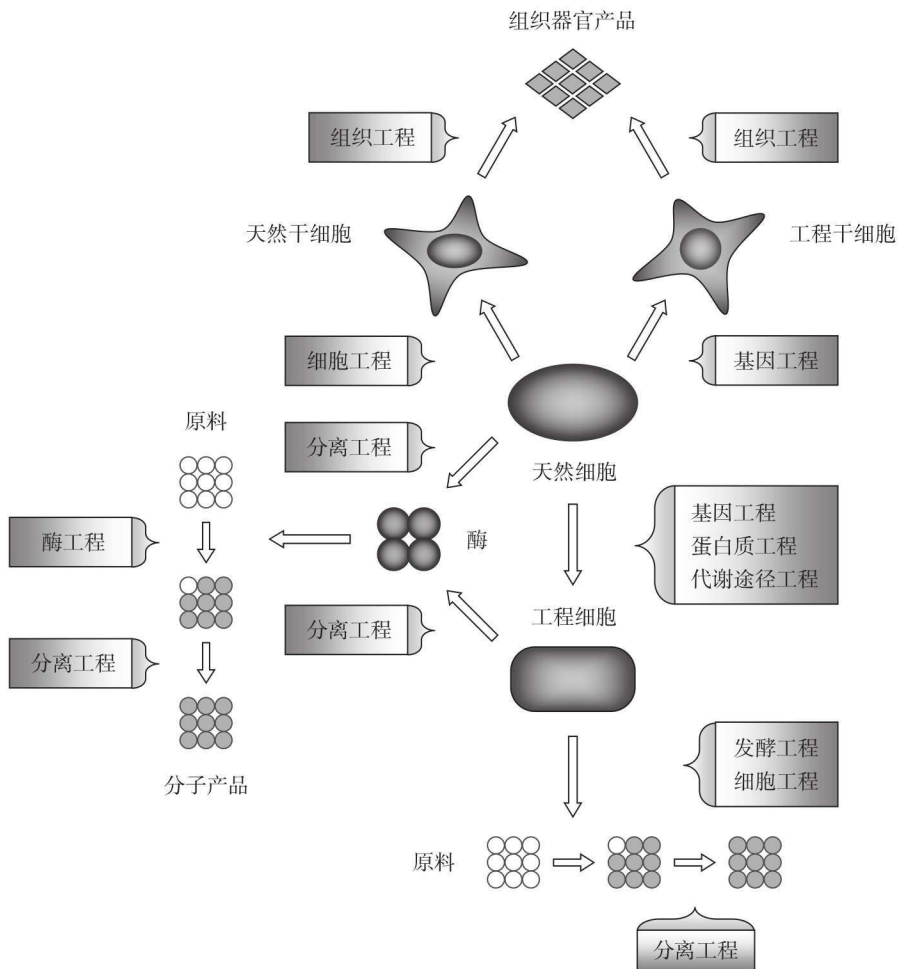 组织器官产品
组织工程
组织工程
天然干细胞
工程干细胞
细胞工程
基因工程
原料
分离工程
天然细胞
基因工程
蛋白质工程
代谢途径工程
酶工程
酶
分离工程
工程细胞
分离工程
发酵工程
细胞工程
分子产品
原料
分离工程